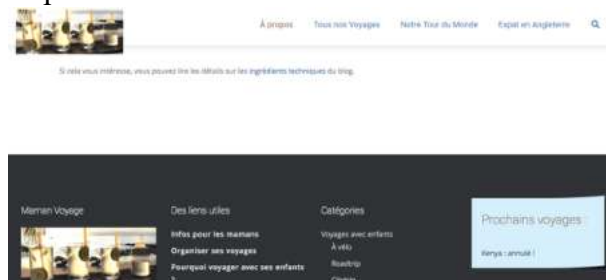 À propos Tous nos Voyages Notre Tour du Monde Expat en Angleterre
Si cela vous intéresse, vous pouvez lire les détails sur les ingrédients techniques du blog.
Maman Voyage
Des liens utiles
Infos pour les mamans
Organiser ses voyages
Pourquoi voyager avec ses enfants
?
Catégories
Voyages avec enfants
À vélo
Roadtrip
Prochains voyages :
Kenya : annulé !